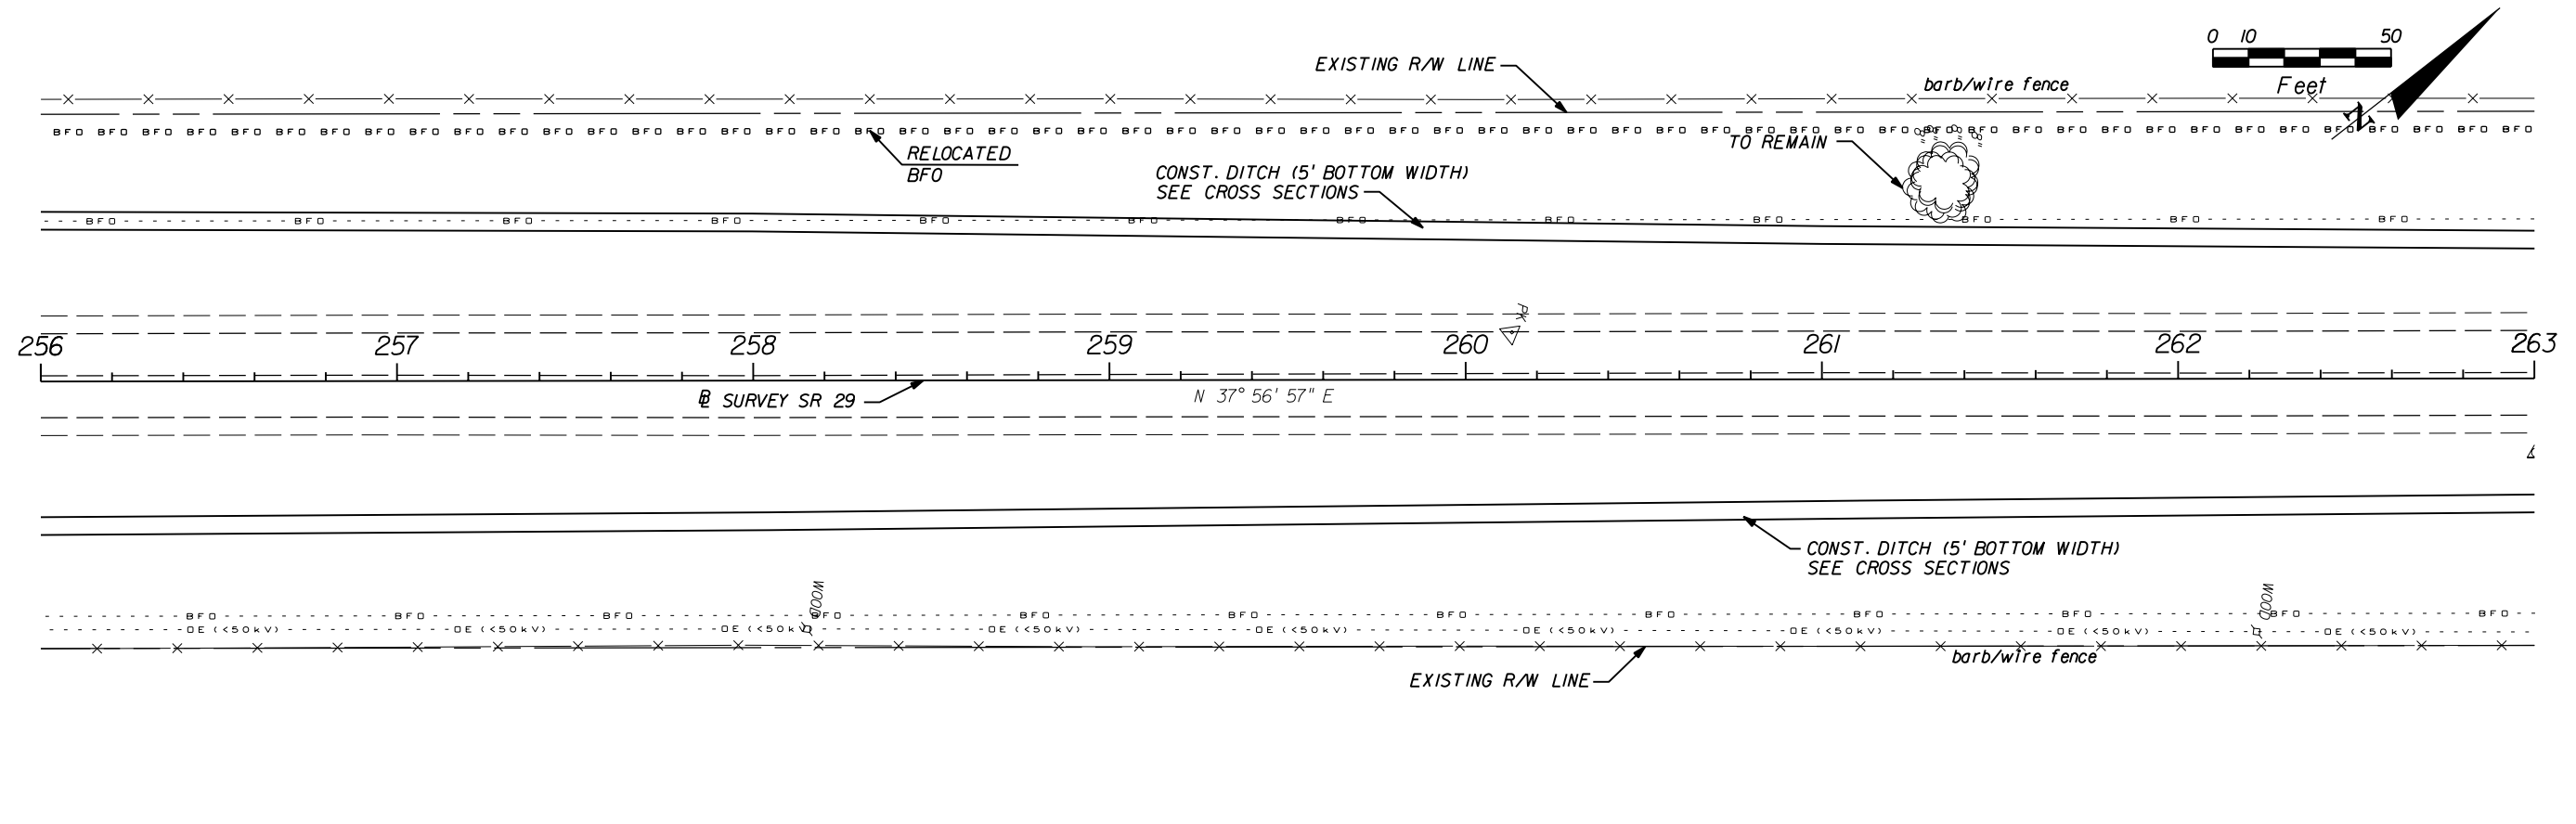 0 10 50
Feet
N
EXISTING R/W LINE
barb/wire fence
BFO BFO BFO BFO BFO BFO BFO BFO BFO BFO BFO BFO BFO BFO BFO BFO BFO BFO BFO BFO BFO BFO BFO BFO BFO BFO BFO BFO BFO BFO BFO BFO BFO BFO BFO BFO BFO BFO BFO BFO BFO BFO BFO BFO BFO BFO BFO BFO BFO BFO BFO BFO BFO BFO BFO BFO
8" 8" 8" 8"
TO REMAIN
RELOCATED
BFO
CONST. DITCH (5' BOTTOM WIDTH)
SEE CROSS SECTIONS
BFO BFO BFO BFO BFO BFO BFO BFO BFO BFO BFO BFO
PK
256 257 258 259 260 261 262 263
BL SURVEY SR 29
N 37° 56' 57" E
CONST. DITCH (5' BOTTOM WIDTH)
SEE CROSS SECTIONS
WOOD WOOD
BFO BFO BFO BFO BFO BFO BFO BFO BFO BFO BFO BFO
OE (<50kV) OE (<50kV) OE (<50kV) OE (<50kV) OE (<50kV) OE (<50kV) OE (<50kV) OE (<50kV) OE (<50kV)
barb/wire fence
EXISTING R/W LINE